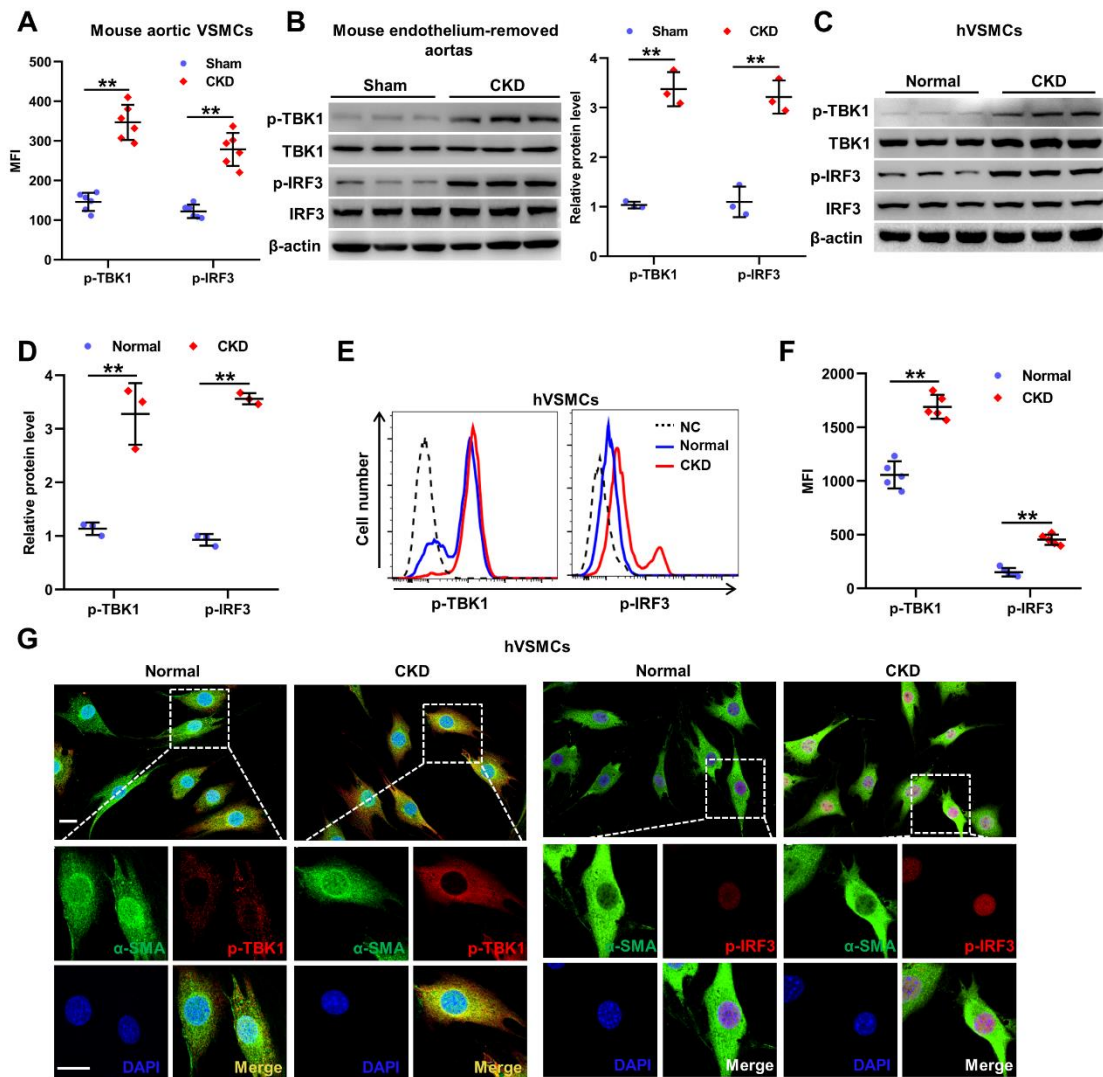 A
Mouse aortic VSMCs
Sham
CKD
500
400
300
200
100
0
MFI
**
**
p-TBK1
p-IRF3
B
Mouse endothelium-removed
aortas
Sham
CKD
p-TBK1
TBK1
p-IRF3
IRF3
β-actin
Sham
CKD
4
3
2
1
0
Relative protein level
**
**
p-TBK1
p-IRF3
C
hVSMCs
Normal
CKD
p-TBK1
TBK1
p-IRF3
IRF3
β-actin
D
Normal
CKD
4
3
2
1
0
Relative protein level
**
**
p-TBK1
p-IRF3
E
hVSMCs
Cell number
NC
Normal
CKD
p-TBK1
p-IRF3
F
Normal
CKD
2000
1500
1000
500
0
MFI
**
**
p-TBK1
p-IRF3
G
hVSMCs
Normal
CKD
Normal
CKD
α-SMA
p-TBK1
α-SMA
p-TBK1
α-SMA
p-IRF3
α-SMA
p-IRF3
DAPI
Merge
DAPI
Merge
DAPI
Merge
DAPI
Merge